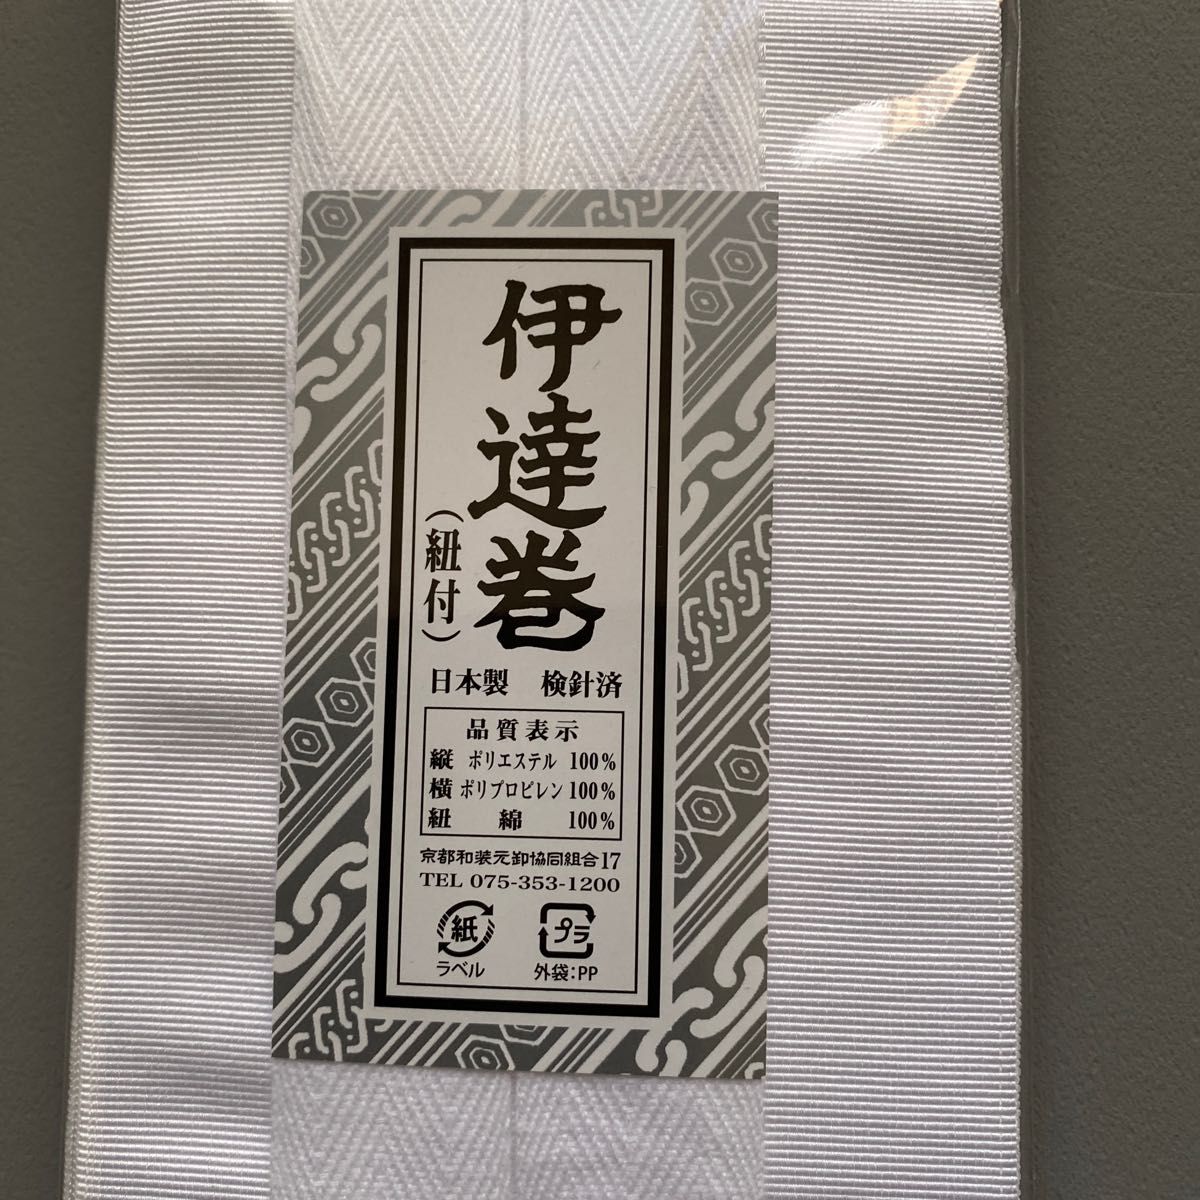 伊達巻
(紐付)
日本製 検針済
品質表示
縦 ポリエステル 100%
横 ポリプロピレン 100%
紐 綿 100%
京都和装元卸協同組合17
TEL 075-353-1200
紙 プラ
ラベル 外袋:PP